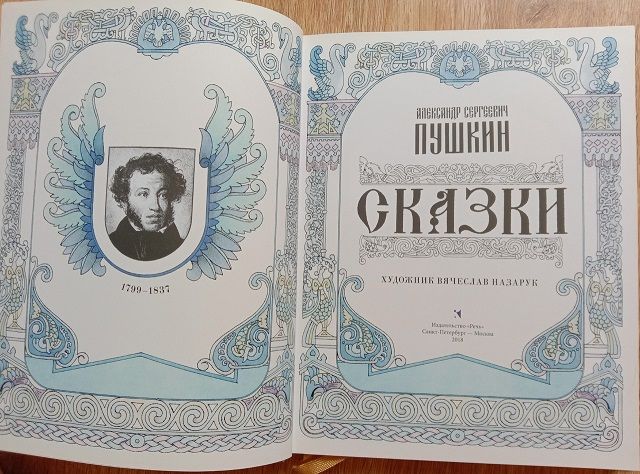 1799–1837
АЛЕКСАНДР СЕРГЕЕВИЧ
ПУШКИН
СКАЗКИ
ХУДОЖНИК ВЯЧЕСЛАВ НАЗАРУК
Издательство «Речь»
Санкт-Петербург — Москва
2018